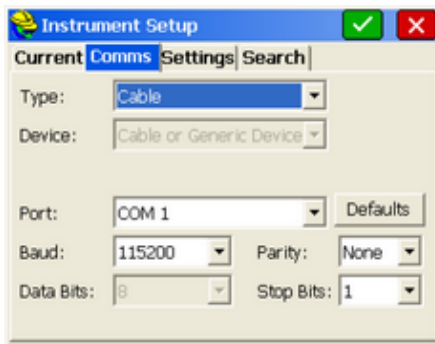 Instrument Setup
Current Comms Settings Search
Type: Cable
Device: Cable or Generic Device
Port: COM 1 Defaults
Baud: 115200 Parity: None
Data Bits: 8 Stop Bits: 1